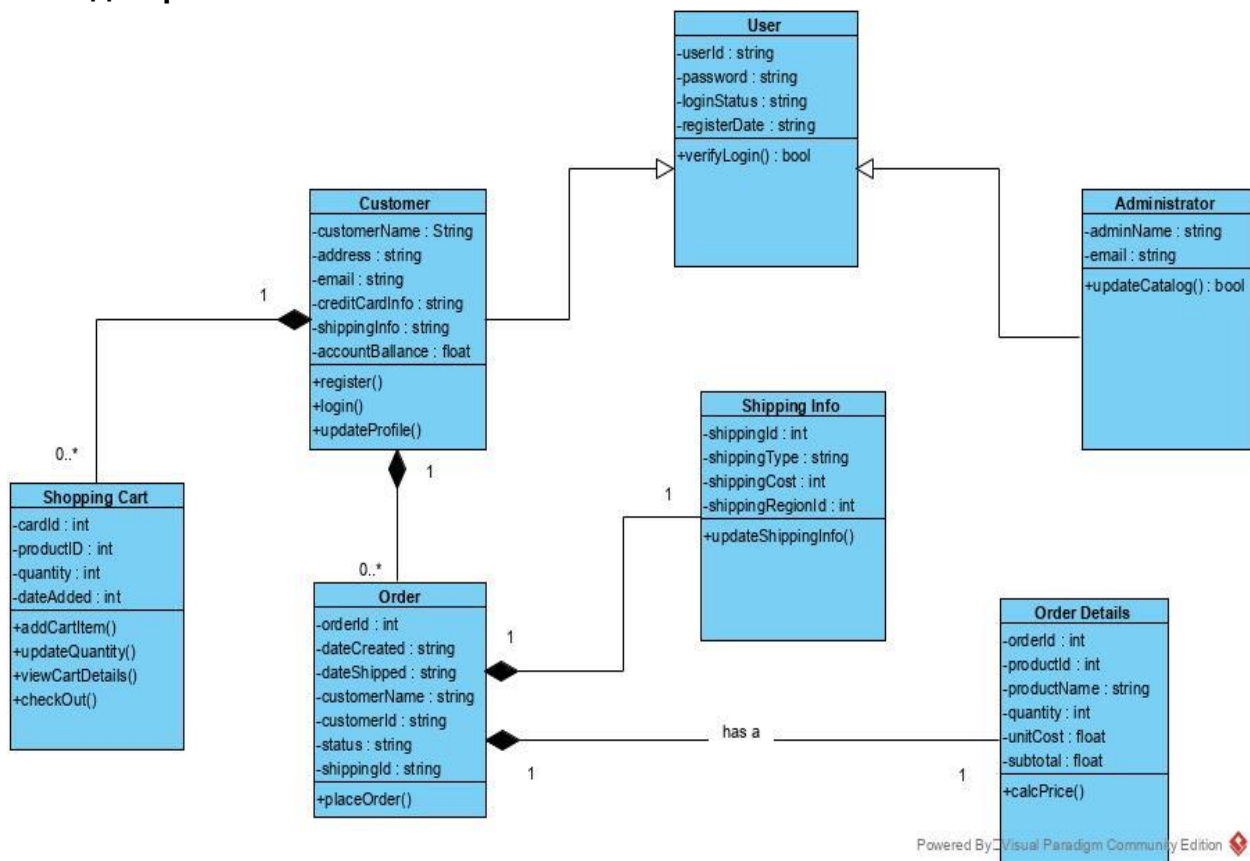 User
-userId : string
-password : string
-loginStatus : string
-registerDate : string
+verifyLogin() : bool
Customer
-customerName : String
-address : string
-email : string
-creditCardInfo : string
-shippingInfo : string
-accountBallance : float
+register()
+login()
+updateProfile()
Administrator
-adminName : string
-email : string
+updateCatalog() : bool
1
0..*
1
0..*
Shopping Cart
-cardId : int
-productID : int
-quantity : int
-dateAdded : int
+addCartItem()
+updateQuantity()
+viewCartDetails()
+checkOut()
Shipping Info
-shippingId : int
-shippingType : string
-shippingCost : int
-shippingRegionId : int
+updateShippingInfo()
1
1
Order
-orderId : int
-dateCreated : string
-dateShipped : string
-customerName : string
-customerId : string
-status : string
-shippingId : string
+placeOrder()
has a
1
1
Order Details
-orderId : int
-productId : int
-productName : string
-quantity : int
-unitCost : float
-subtotal : float
+calcPrice()
Powered By Visual Paradigm Community Edition